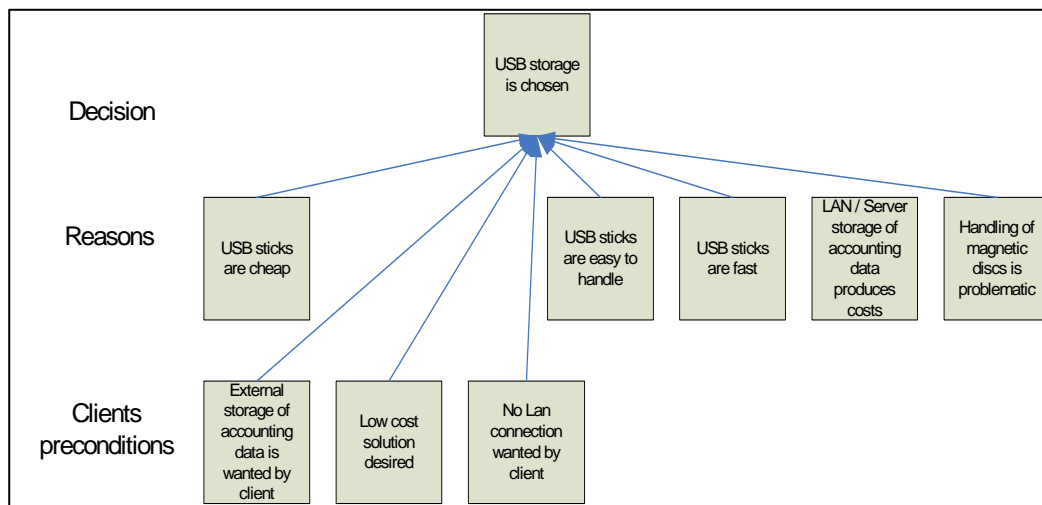 Decision
USB storage
is chosen
Reasons
USB sticks
are cheap
USB sticks
are easy to
handle
USB sticks
are fast
LAN / Server
storage of
accounting
data
produces
costs
Handling of
magnetic
discs is
problematic
Clients
preconditions
External
storage of
accounting
data is
wanted by
client
Low cost
solution
desired
No Lan
connection
wanted by
client